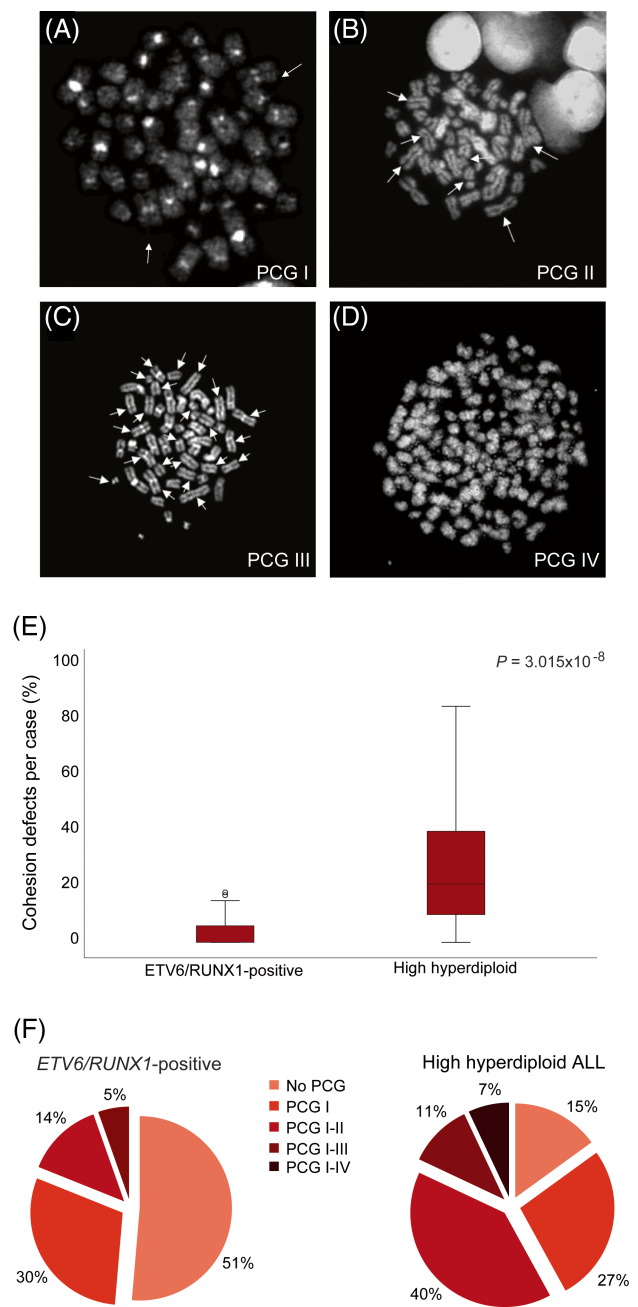 (A)
PCG I
(B)
PCG II
(C)
PCG III
(D)
PCG IV
(E)
Cohesion defects per case (%)
100
80
60
40
20
0
P = 3.015x10-8
ETV6/RUNX1-positive
High hyperdiploid
(F)
ETV6/RUNX1-positive
5%
14%
30%
51%
No PCG
PCG I
PCG I-II
PCG I-III
PCG I-IV
High hyperdiploid ALL
7%
11%
15%
40%
27%